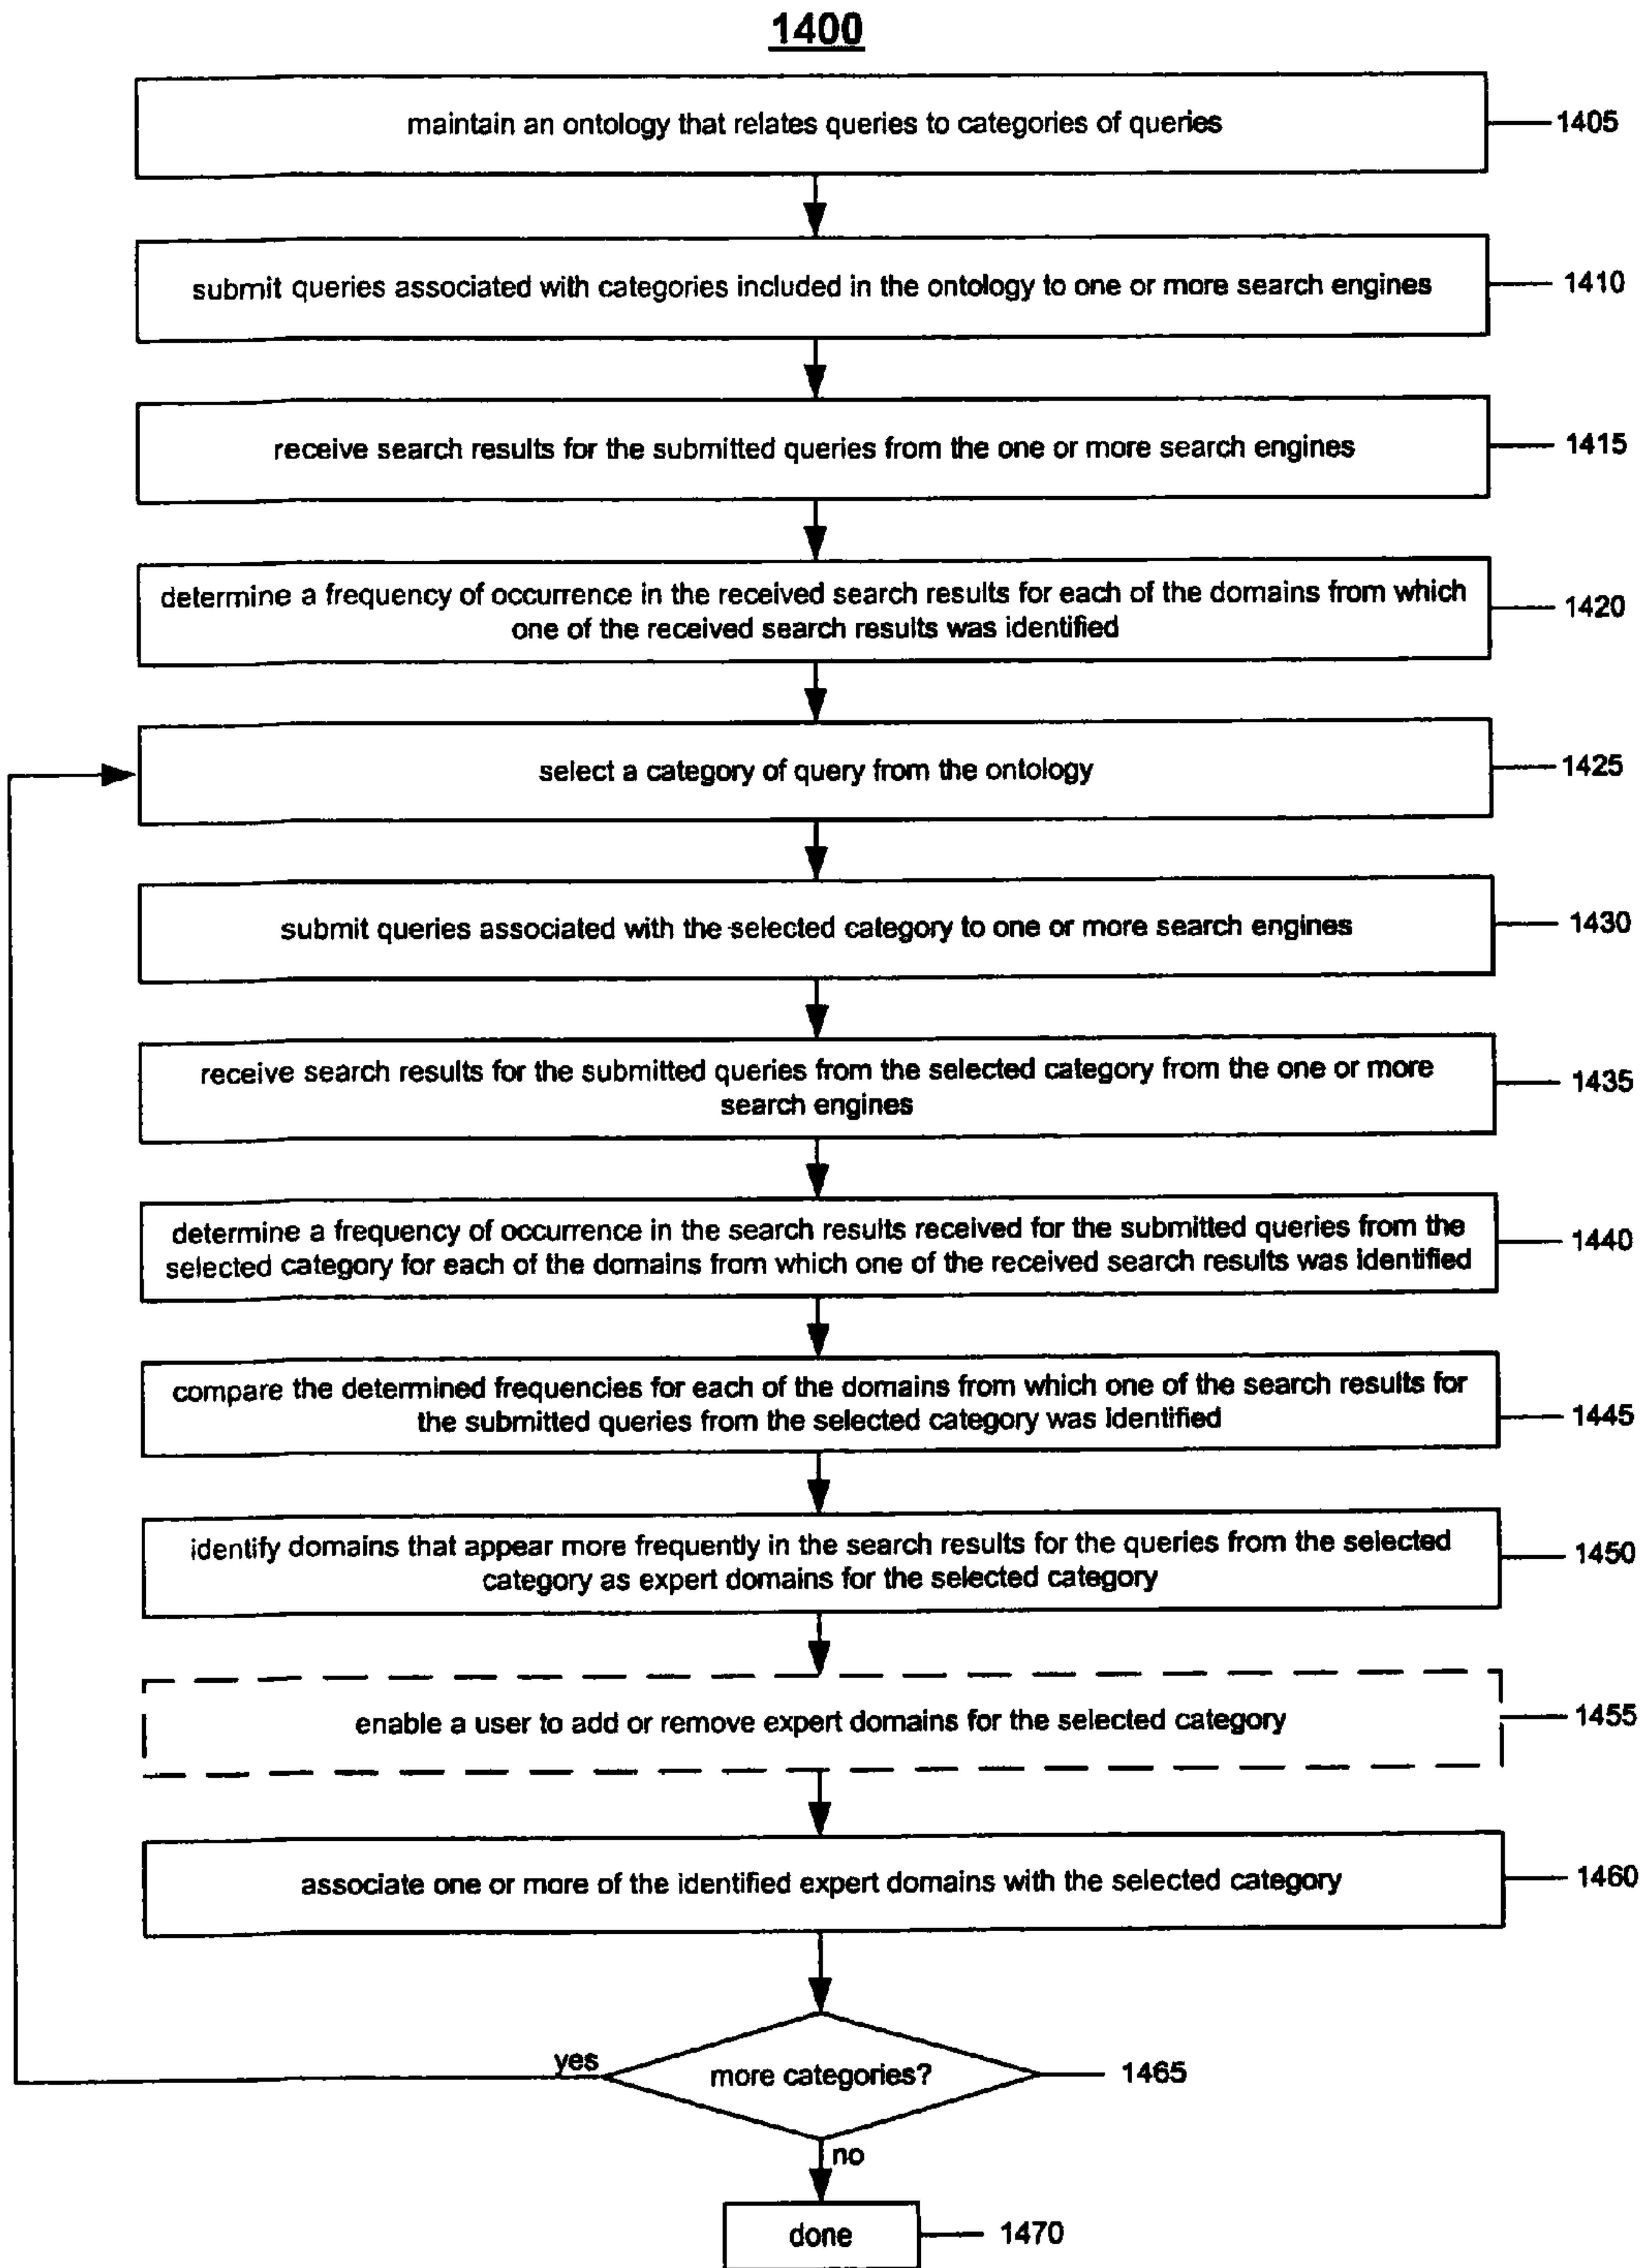 1400
maintain an ontology that relates queries to categories of queries
1405
submit queries associated with categories included in the ontology to one or more search engines
1410
receive search results for the submitted queries from the one or more search engines
1415
determine a frequency of occurrence in the received search results for each of the domains from which
one of the received search results was identified
1420
select a category of query from the ontology
1425
submit queries associated with the selected category to one or more search engines
1430
receive search results for the submitted queries from the selected category from the one or more
search engines
1435
determine a frequency of occurrence in the search results received for the submitted queries from the
selected category for each of the domains from which one of the received search results was identified
1440
compare the determined frequencies for each of the domains from which one of the search results for
the submitted queries from the selected category was identified
1445
identify domains that appear more frequently in the search results for the queries from the selected
category as expert domains for the selected category
1450
enable a user to add or remove expert domains for the selected category
1455
associate one or more of the identified expert domains with the selected category
1460
yes
more categories?
1465
no
done
1470